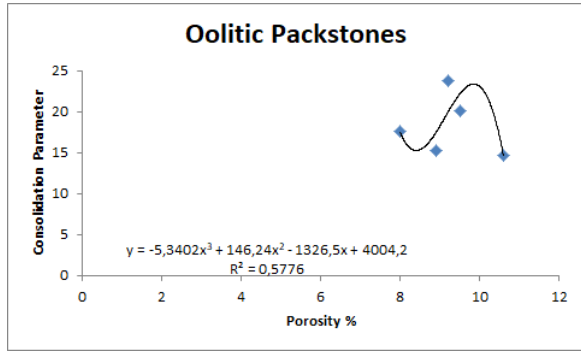 Oolitic Packstones
25
20
15
10
5
0
Consolidation Parameter
y = -5,3402x³ + 146,24x² - 1326,5x + 4004,2
R² = 0,5776
0 2 4 6 8 10 12
Porosity %